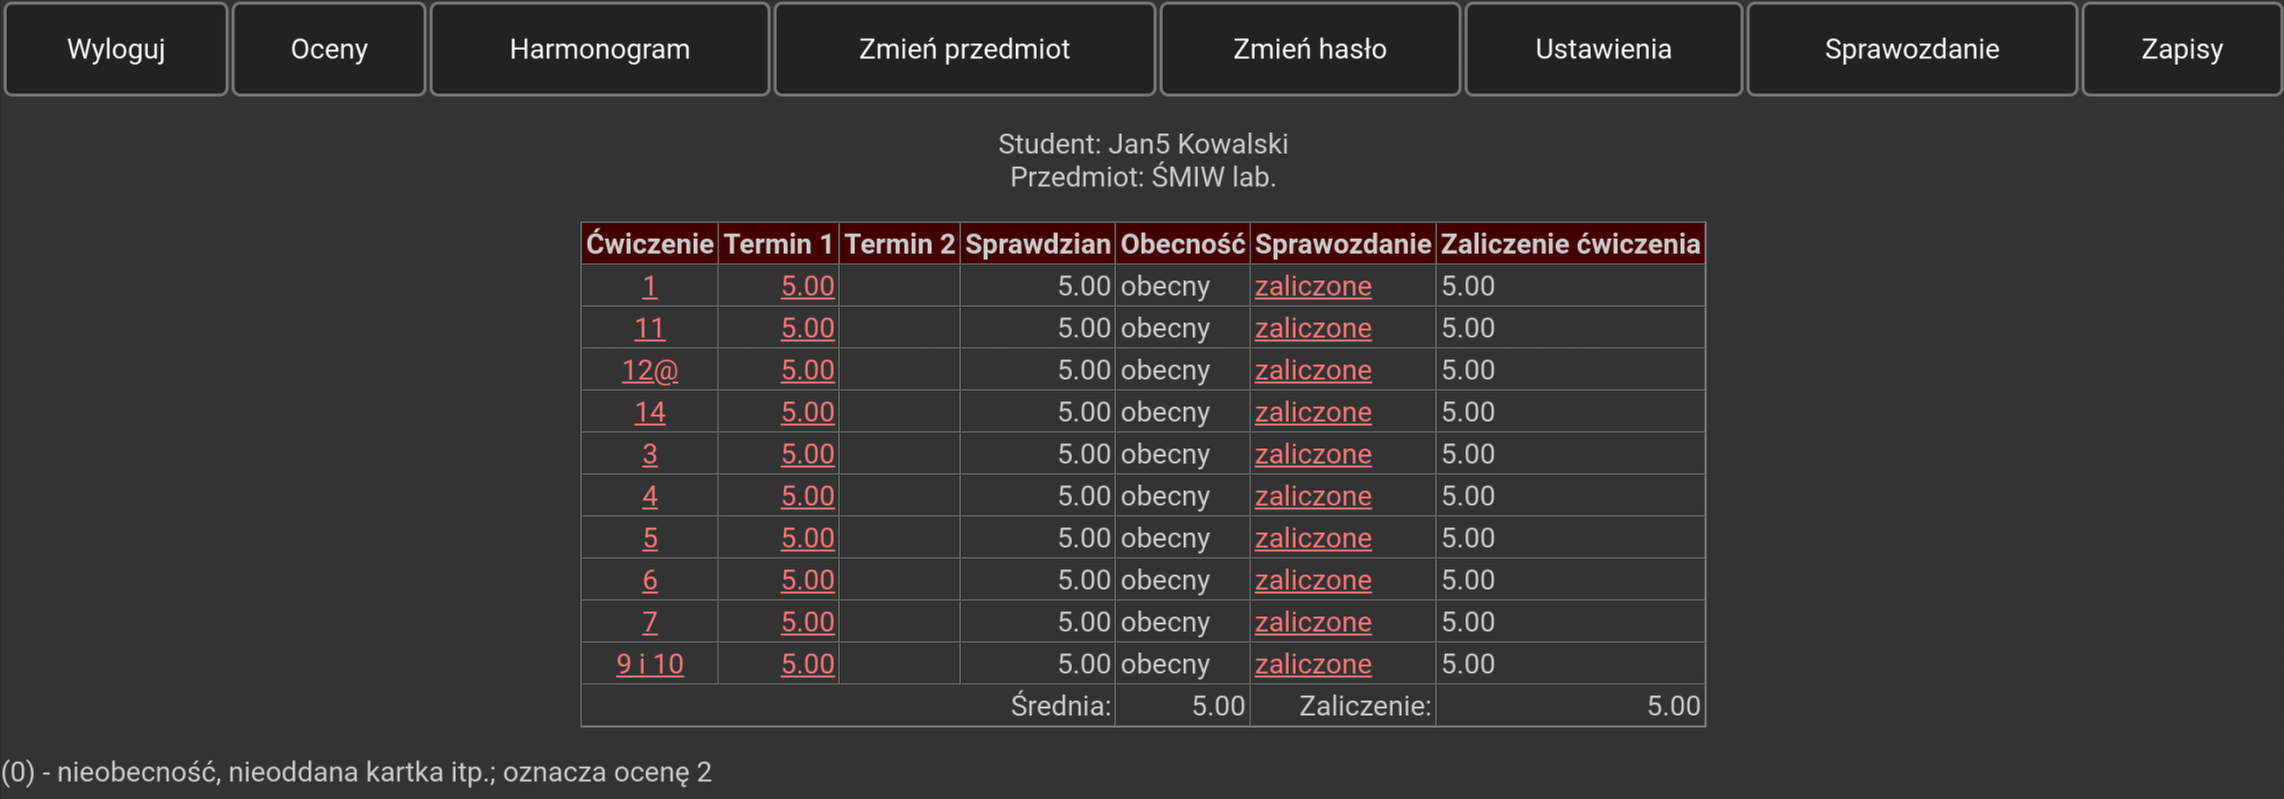 Wyloguj Oceny Harmonogram Zmień przedmiot Zmień hasło Ustawienia Sprawozdanie Zapisy
Student: Jan5 Kowalski
Przedmiot: ŚMIW lab.
Ćwiczenie Termin 1 Termin 2 Sprawdzian Obecność Sprawozdanie Zaliczenie ćwiczenia
1 5.00 5.00 obecny zaliczone 5.00
11 5.00 5.00 obecny zaliczone 5.00
12@ 5.00 5.00 obecny zaliczone 5.00
14 5.00 5.00 obecny zaliczone 5.00
3 5.00 5.00 obecny zaliczone 5.00
4 5.00 5.00 obecny zaliczone 5.00
5 5.00 5.00 obecny zaliczone 5.00
6 5.00 5.00 obecny zaliczone 5.00
7 5.00 5.00 obecny zaliczone 5.00
9 i 10 5.00 5.00 obecny zaliczone 5.00
Średnia: 5.00 Zaliczenie: 5.00
(0) - nieobecność, nieoddana kartka itp.; oznacza ocenę 2